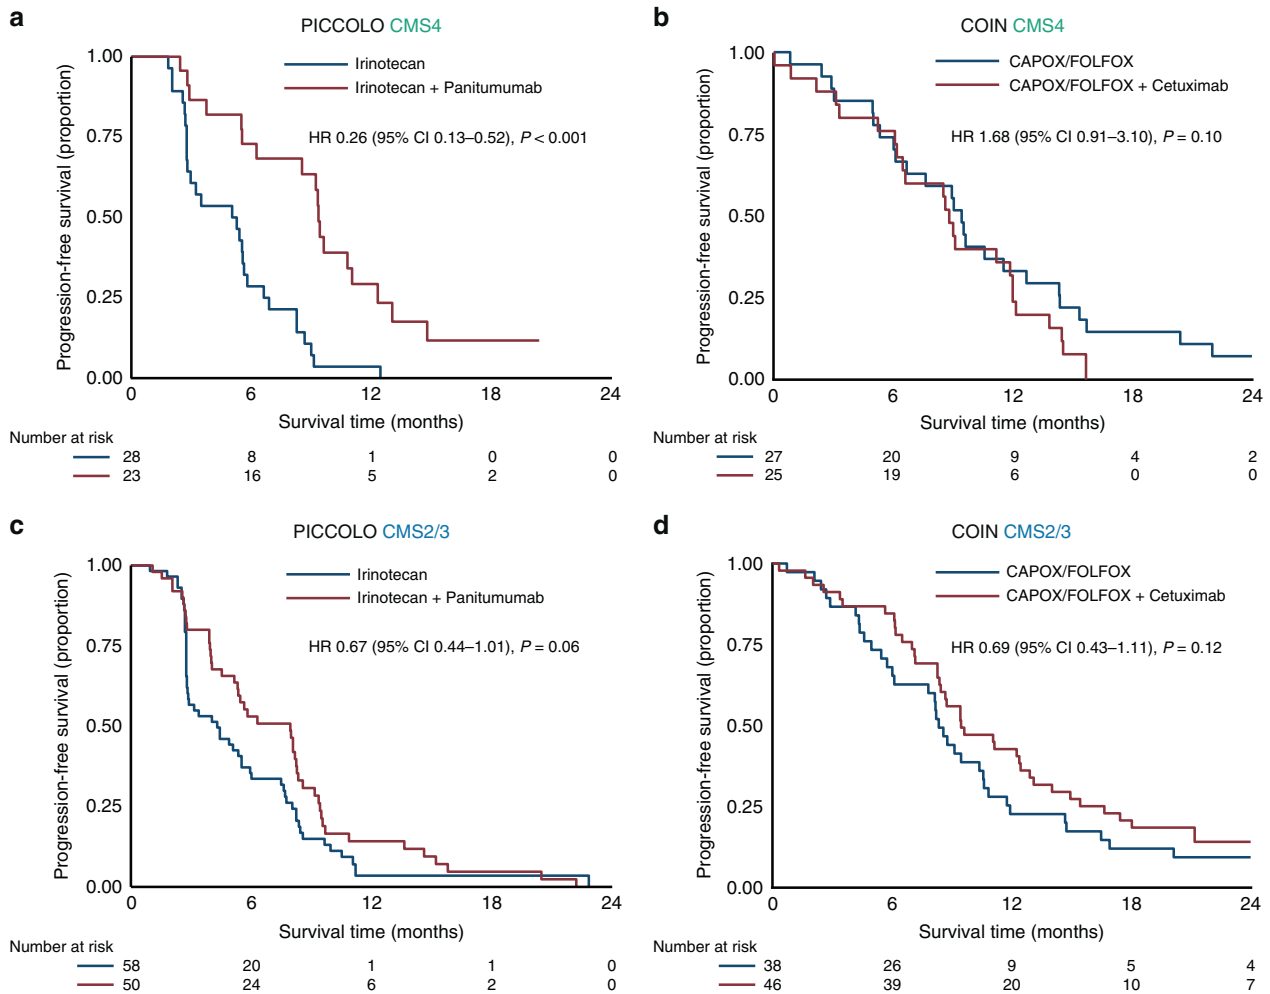 a
PICCOLO CMS4
Progression-free survival (proportion)
1.00
0.75
0.50
0.25
0.00
Irinotecan
Irinotecan + Panitumumab
HR 0.26 (95% CI 0.13–0.52), P < 0.001
0 6 12 18 24
Survival time (months)
Number at risk
28 8 1 0 0
23 16 5 2 0
b
COIN CMS4
Progression-free survival (proportion)
1.00
0.75
0.50
0.25
0.00
CAPOX/FOLFOX
CAPOX/FOLFOX + Cetuximab
HR 1.68 (95% CI 0.91–3.10), P = 0.10
0 6 12 18 24
Survival time (months)
Number at risk
27 20 9 4 2
25 19 6 0 0
c
PICCOLO CMS2/3
Progression-free survival (proportion)
1.00
0.75
0.50
0.25
0.00
Irinotecan
Irinotecan + Panitumumab
HR 0.67 (95% CI 0.44–1.01), P = 0.06
0 6 12 18 24
Survival time (months)
Number at risk
58 20 1 1 0
50 24 6 2 0
d
COIN CMS2/3
Progression-free survival (proportion)
1.00
0.75
0.50
0.25
0.00
CAPOX/FOLFOX
CAPOX/FOLFOX + Cetuximab
HR 0.69 (95% CI 0.43–1.11), P = 0.12
0 6 12 18 24
Survival time (months)
Number at risk
38 26 9 5 4
46 39 20 10 7